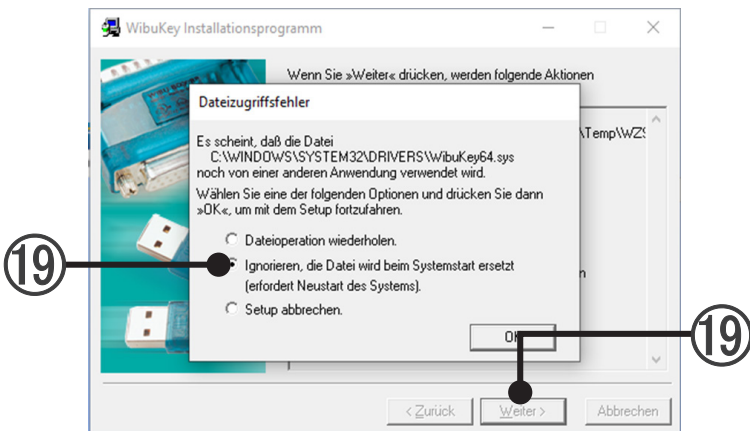 WibuKey Installationsprogramm
Wenn Sie »Weiter« drücken, werden folgende Aktionen
Dateizugriffsfehler
\Temp\WZS
Es scheint, daß die Datei
C:\WINDOWS\SYSTEM32\DRIVERS\WibuKey64.sys
noch von einer anderen Anwendung verwendet wird.
Wählen Sie eine der folgenden Optionen und drücken Sie dann
»OK«, um mit dem Setup fortzufahren.
Dateioperation wiederholen.
19
Ignorieren, die Datei wird beim Systemstart ersetzt
(erfordert Neustart des Systems).
Setup abbrechen.
OK
19
< Zurück
Weiter >
Abbrechen